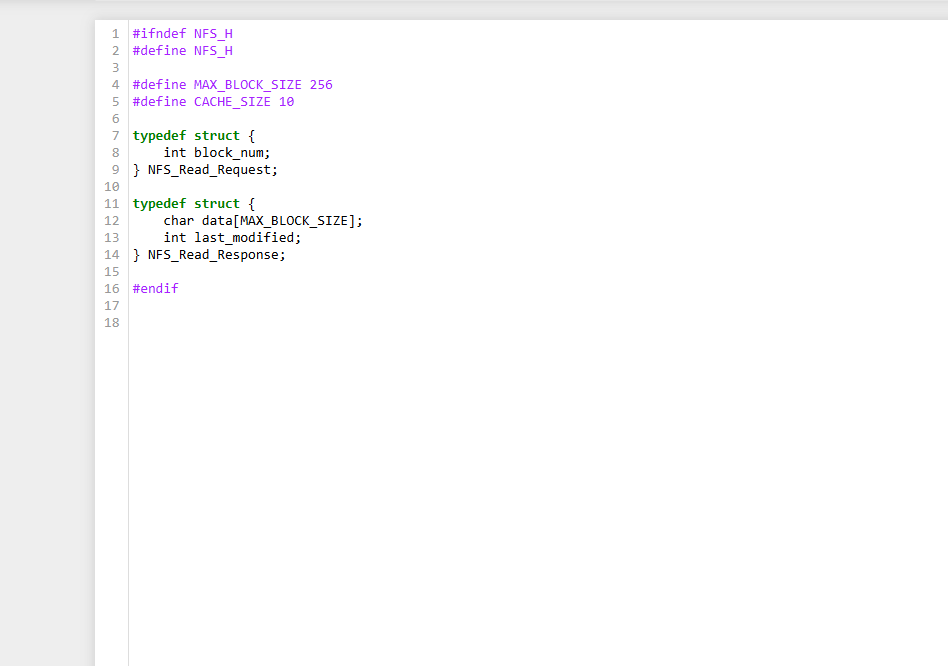 1 #ifndef NFS_H
2 #define NFS_H
3
4 #define MAX_BLOCK_SIZE 256
5 #define CACHE_SIZE 10
6
7 typedef struct {
8     int block_num;
9 } NFS_Read_Request;
10
11 typedef struct {
12     char data[MAX_BLOCK_SIZE];
13     int last_modified;
14 } NFS_Read_Response;
15
16 #endif
17
18